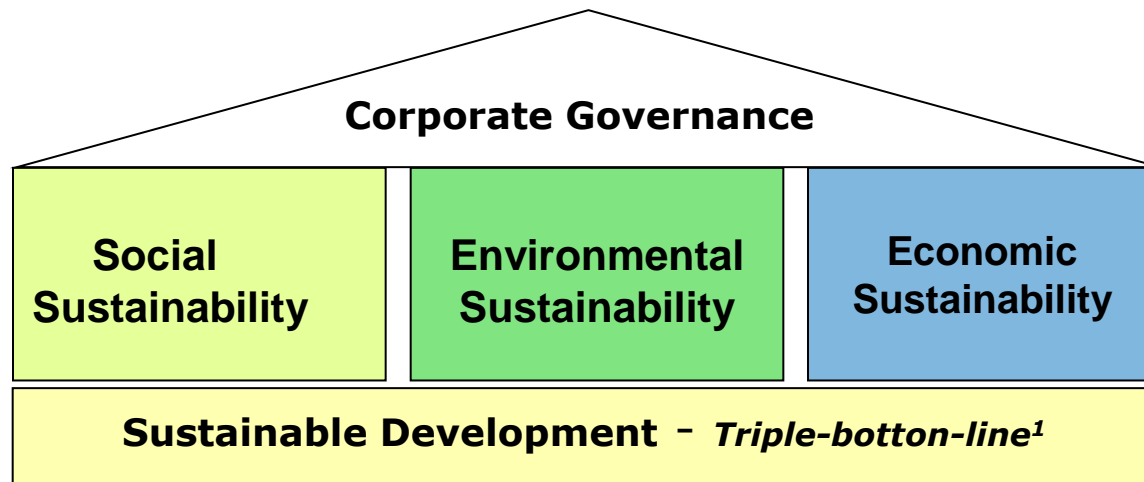 Corporate Governance
Social
Sustainability
Environmental
Sustainability
Economic
Sustainability
Sustainable Development - Triple-botton-line¹